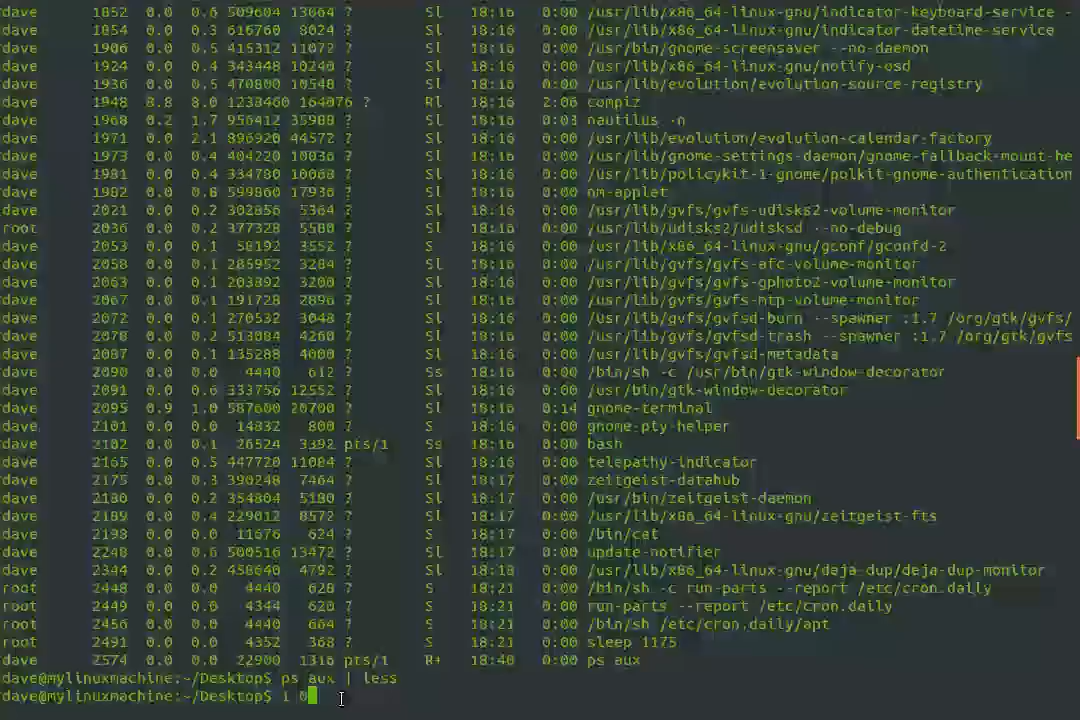 dave 1852 0.0 0.6 509604 13064 ? Sl 18:16 0:00 /usr/lib/x86_64-linux-gnu/indicator-keyboard-service -
dave 1854 0.0 0.3 616760 8024 ? Sl 18:16 0:00 /usr/lib/x86_64-linux-gnu/indicator-datetime-service
dave 1906 0.0 0.5 415312 11072 ? Sl 18:16 0:00 /usr/bin/gnome-screensaver --no-daemon
dave 1924 0.0 0.4 343448 10240 ? Sl 18:16 0:00 /usr/lib/x86_64-linux-gnu/notify-osd
dave 1936 0.0 0.5 470800 10548 ? Sl 18:16 0:00 /usr/lib/evolution/evolution-source-registry
dave 1948 8.8 8.0 1238460 164076 ? Rl 18:16 2:06 compiz
dave 1968 0.2 1.7 956412 35988 ? Sl 18:16 0:03 nautilus -n
dave 1971 0.0 2.1 896920 44572 ? Sl 18:16 0:00 /usr/lib/evolution/evolution-calendar-factory
dave 1973 0.0 0.4 404220 10036 ? Sl 18:16 0:00 /usr/lib/gnome-settings-daemon/gnome-fallback-mount-he
dave 1981 0.0 0.4 334780 10068 ? Sl 18:16 0:00 /usr/lib/policykit-1-gnome/polkit-gnome-authentication
dave 1982 0.0 0.8 599860 17936 ? Sl 18:16 0:00 nm-applet
dave 2021 0.0 0.2 302856 5364 ? Sl 18:16 0:00 /usr/lib/gvfs/gvfs-udisks2-volume-monitor
root 2036 0.0 0.2 377328 5580 ? Sl 18:16 0:00 /usr/lib/udisks2/udisksd --no-debug
dave 2053 0.0 0.1 58192 3552 ? S 18:16 0:00 /usr/lib/x86_64-linux-gnu/gconf/gconfd-2
dave 2058 0.0 0.1 285952 3284 ? Sl 18:16 0:00 /usr/lib/gvfs/gvfs-afc-volume-monitor
dave 2063 0.0 0.1 203892 3200 ? Sl 18:16 0:00 /usr/lib/gvfs/gvfs-gphoto2-volume-monitor
dave 2067 0.0 0.1 191728 2896 ? Sl 18:16 0:00 /usr/lib/gvfs/gvfs-mtp-volume-monitor
dave 2072 0.0 0.1 270532 3048 ? Sl 18:16 0:00 /usr/lib/gvfs/gvfsd-burn --spawner :1.7 /org/gtk/gvfs/
dave 2078 0.0 0.2 513084 4260 ? Sl 18:16 0:00 /usr/lib/gvfs/gvfsd-trash --spawner :1.7 /org/gtk/gvfs
dave 2087 0.0 0.1 135288 4000 ? Sl 18:16 0:00 /usr/lib/gvfs/gvfsd-metadata
dave 2090 0.0 0.0 4440 612 ? Ss 18:16 0:00 /bin/sh -c /usr/bin/gtk-window-decorator
dave 2091 0.0 0.6 333756 12552 ? Sl 18:16 0:00 /usr/bin/gtk-window-decorator
dave 2095 0.9 1.0 587600 20700 ? Sl 18:16 0:14 gnome-terminal
dave 2101 0.0 0.0 14832 800 ? S 18:16 0:00 gnome-pty-helper
dave 2102 0.0 0.1 26524 3392 pts/1 Ss 18:16 0:00 bash
dave 2165 0.0 0.5 447720 11084 ? Sl 18:16 0:00 telepathy-indicator
dave 2175 0.0 0.3 390248 7464 ? Sl 18:17 0:00 zeitgeist-datahub
dave 2180 0.0 0.2 354804 5180 ? Sl 18:17 0:00 /usr/bin/zeitgeist-daemon
dave 2189 0.0 0.4 229012 8572 ? Sl 18:17 0:00 /usr/lib/x86_64-linux-gnu/zeitgeist-fts
dave 2198 0.0 0.0 11676 624 ? S 18:17 0:00 /bin/cat
dave 2248 0.0 0.6 500516 13472 ? Sl 18:17 0:00 update-notifier
dave 2344 0.0 0.2 458640 4792 ? Sl 18:18 0:00 /usr/lib/x86_64-linux-gnu/deja-dup/deja-dup-monitor
root 2448 0.0 0.0 4440 628 ? S 18:21 0:00 /bin/sh -c run-parts --report /etc/cron.daily
root 2449 0.0 0.0 4344 620 ? S 18:21 0:00 run-parts --report /etc/cron.daily
root 2456 0.0 0.0 4440 664 ? S 18:21 0:00 /bin/sh /etc/cron.daily/apt
root 2491 0.0 0.0 4352 368 ? S 18:21 0:00 sleep 1175
dave 2574 0.0 0.0 22900 1316 pts/1 R+ 18:40 0:00 ps aux
dave@mylinuxmachine:~/Desktop$ ps aux | less
dave@mylinuxmachine:~/Desktop$ i 0